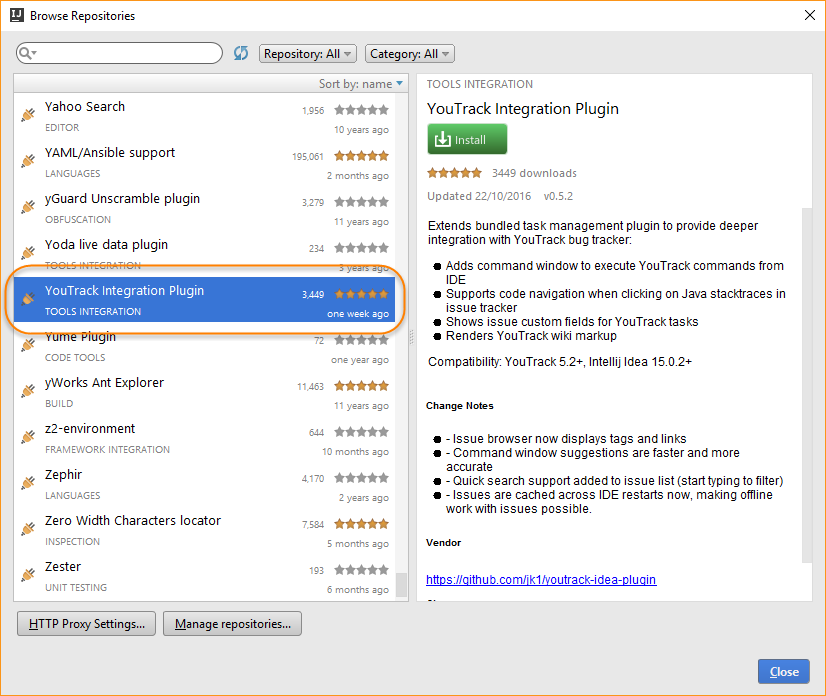 Browse Repositories
Repository: All
Category: All
Sort by: name
Yahoo Search
1,956
EDITOR
10 years ago
YAML/Ansible support
195,061
LANGUAGES
2 months ago
yGuard Unscramble plugin
3,279
OBFUSCATION
11 years ago
Yoda live data plugin
234
TOOLS INTEGRATION
3 years ago
YouTrack Integration Plugin
3,449
TOOLS INTEGRATION
one week ago
Yume Plugin
72
CODE TOOLS
one year ago
yWorks Ant Explorer
11,463
BUILD
11 years ago
z2-environment
644
FRAMEWORK INTEGRATION
10 months ago
Zephir
4,170
LANGUAGES
2 years ago
Zero Width Characters locator
7,584
INSPECTION
5 months ago
Zester
193
UNIT TESTING
6 months ago
TOOLS INTEGRATION
YouTrack Integration Plugin
Install
3449 downloads
Updated 22/10/2016 v0.5.2
Extends bundled task management plugin to provide deeper
integration with YouTrack bug tracker:
● Adds command window to execute YouTrack commands from
IDE
● Supports code navigation when clicking on Java stacktraces in
issue tracker
● Shows issue custom fields for YouTrack tasks
● Renders YouTrack wiki markup
Compatibility: YouTrack 5.2+, Intellij Idea 15.0.2+
Change Notes
● - Issue browser now displays tags and links
● - Command window suggestions are faster and more
accurate
● - Quick search support added to issue list (start typing to filter)
● - Issues are cached across IDE restarts now, making offline
work with issues possible.
Vendor
https://github.com/jk1/youtrack-idea-plugin
HTTP Proxy Settings...
Manage repositories...
Close